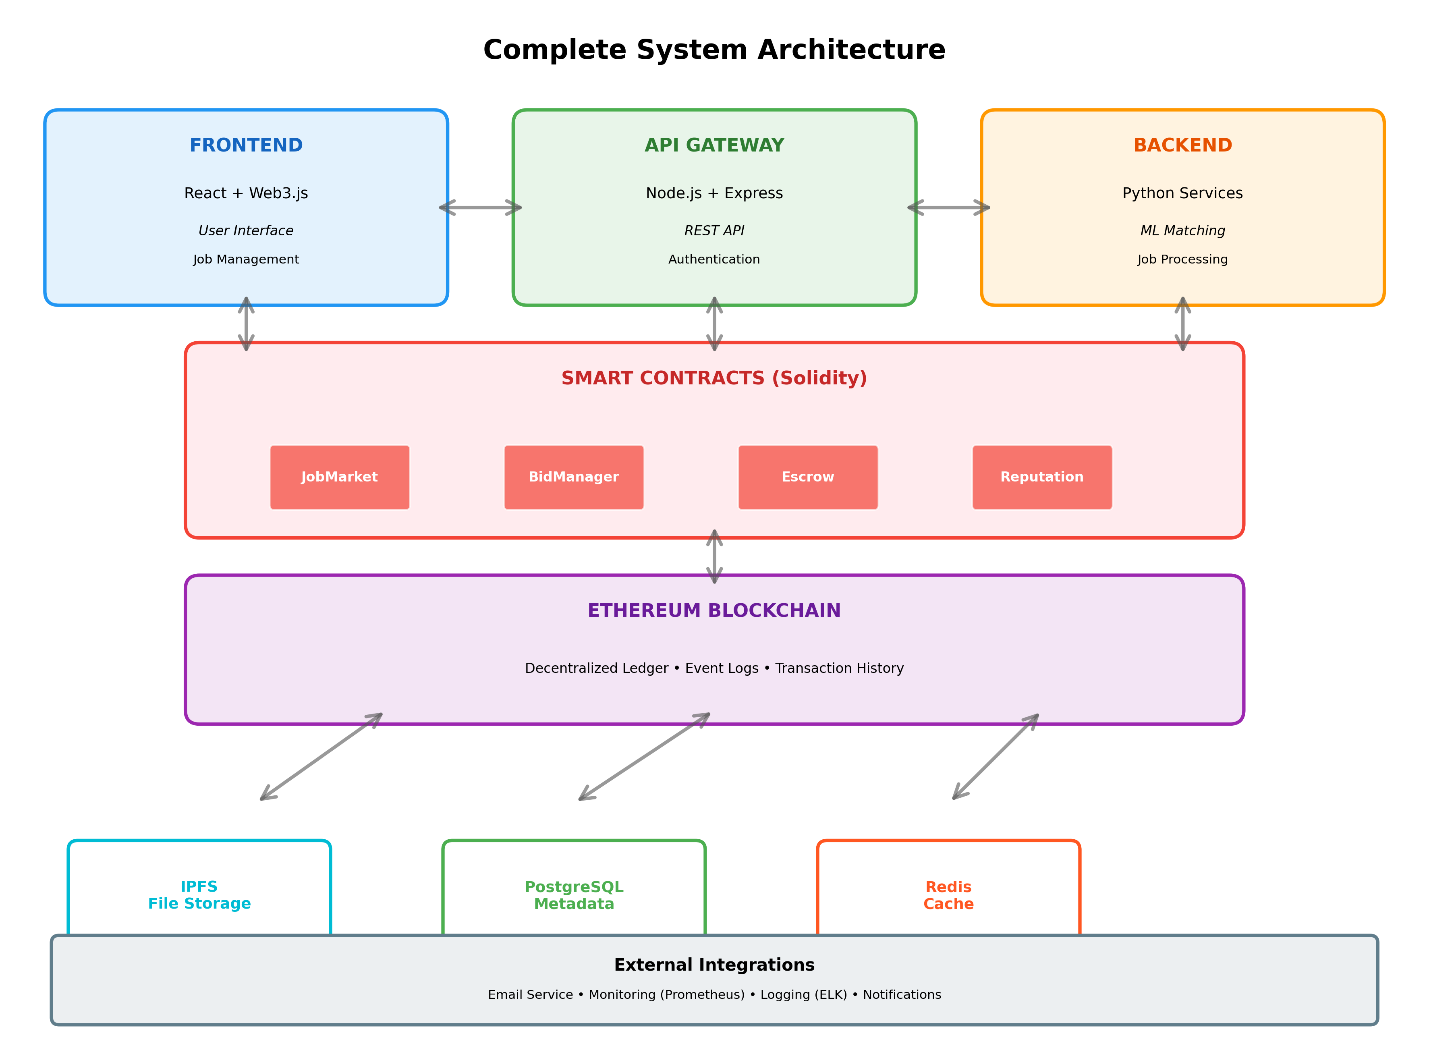 Complete System Architecture
FRONTEND
React + Web3.js
User Interface
Job Management
API GATEWAY
Node.js + Express
REST API
Authentication
BACKEND
Python Services
ML Matching
Job Processing
SMART CONTRACTS (Solidity)
JobMarket
BidManager
Escrow
Reputation
ETHEREUM BLOCKCHAIN
Decentralized Ledger • Event Logs • Transaction History
IPFS
File Storage
PostgreSQL
Metadata
Redis
Cache
External Integrations
Email Service • Monitoring (Prometheus) • Logging (ELK) • Notifications